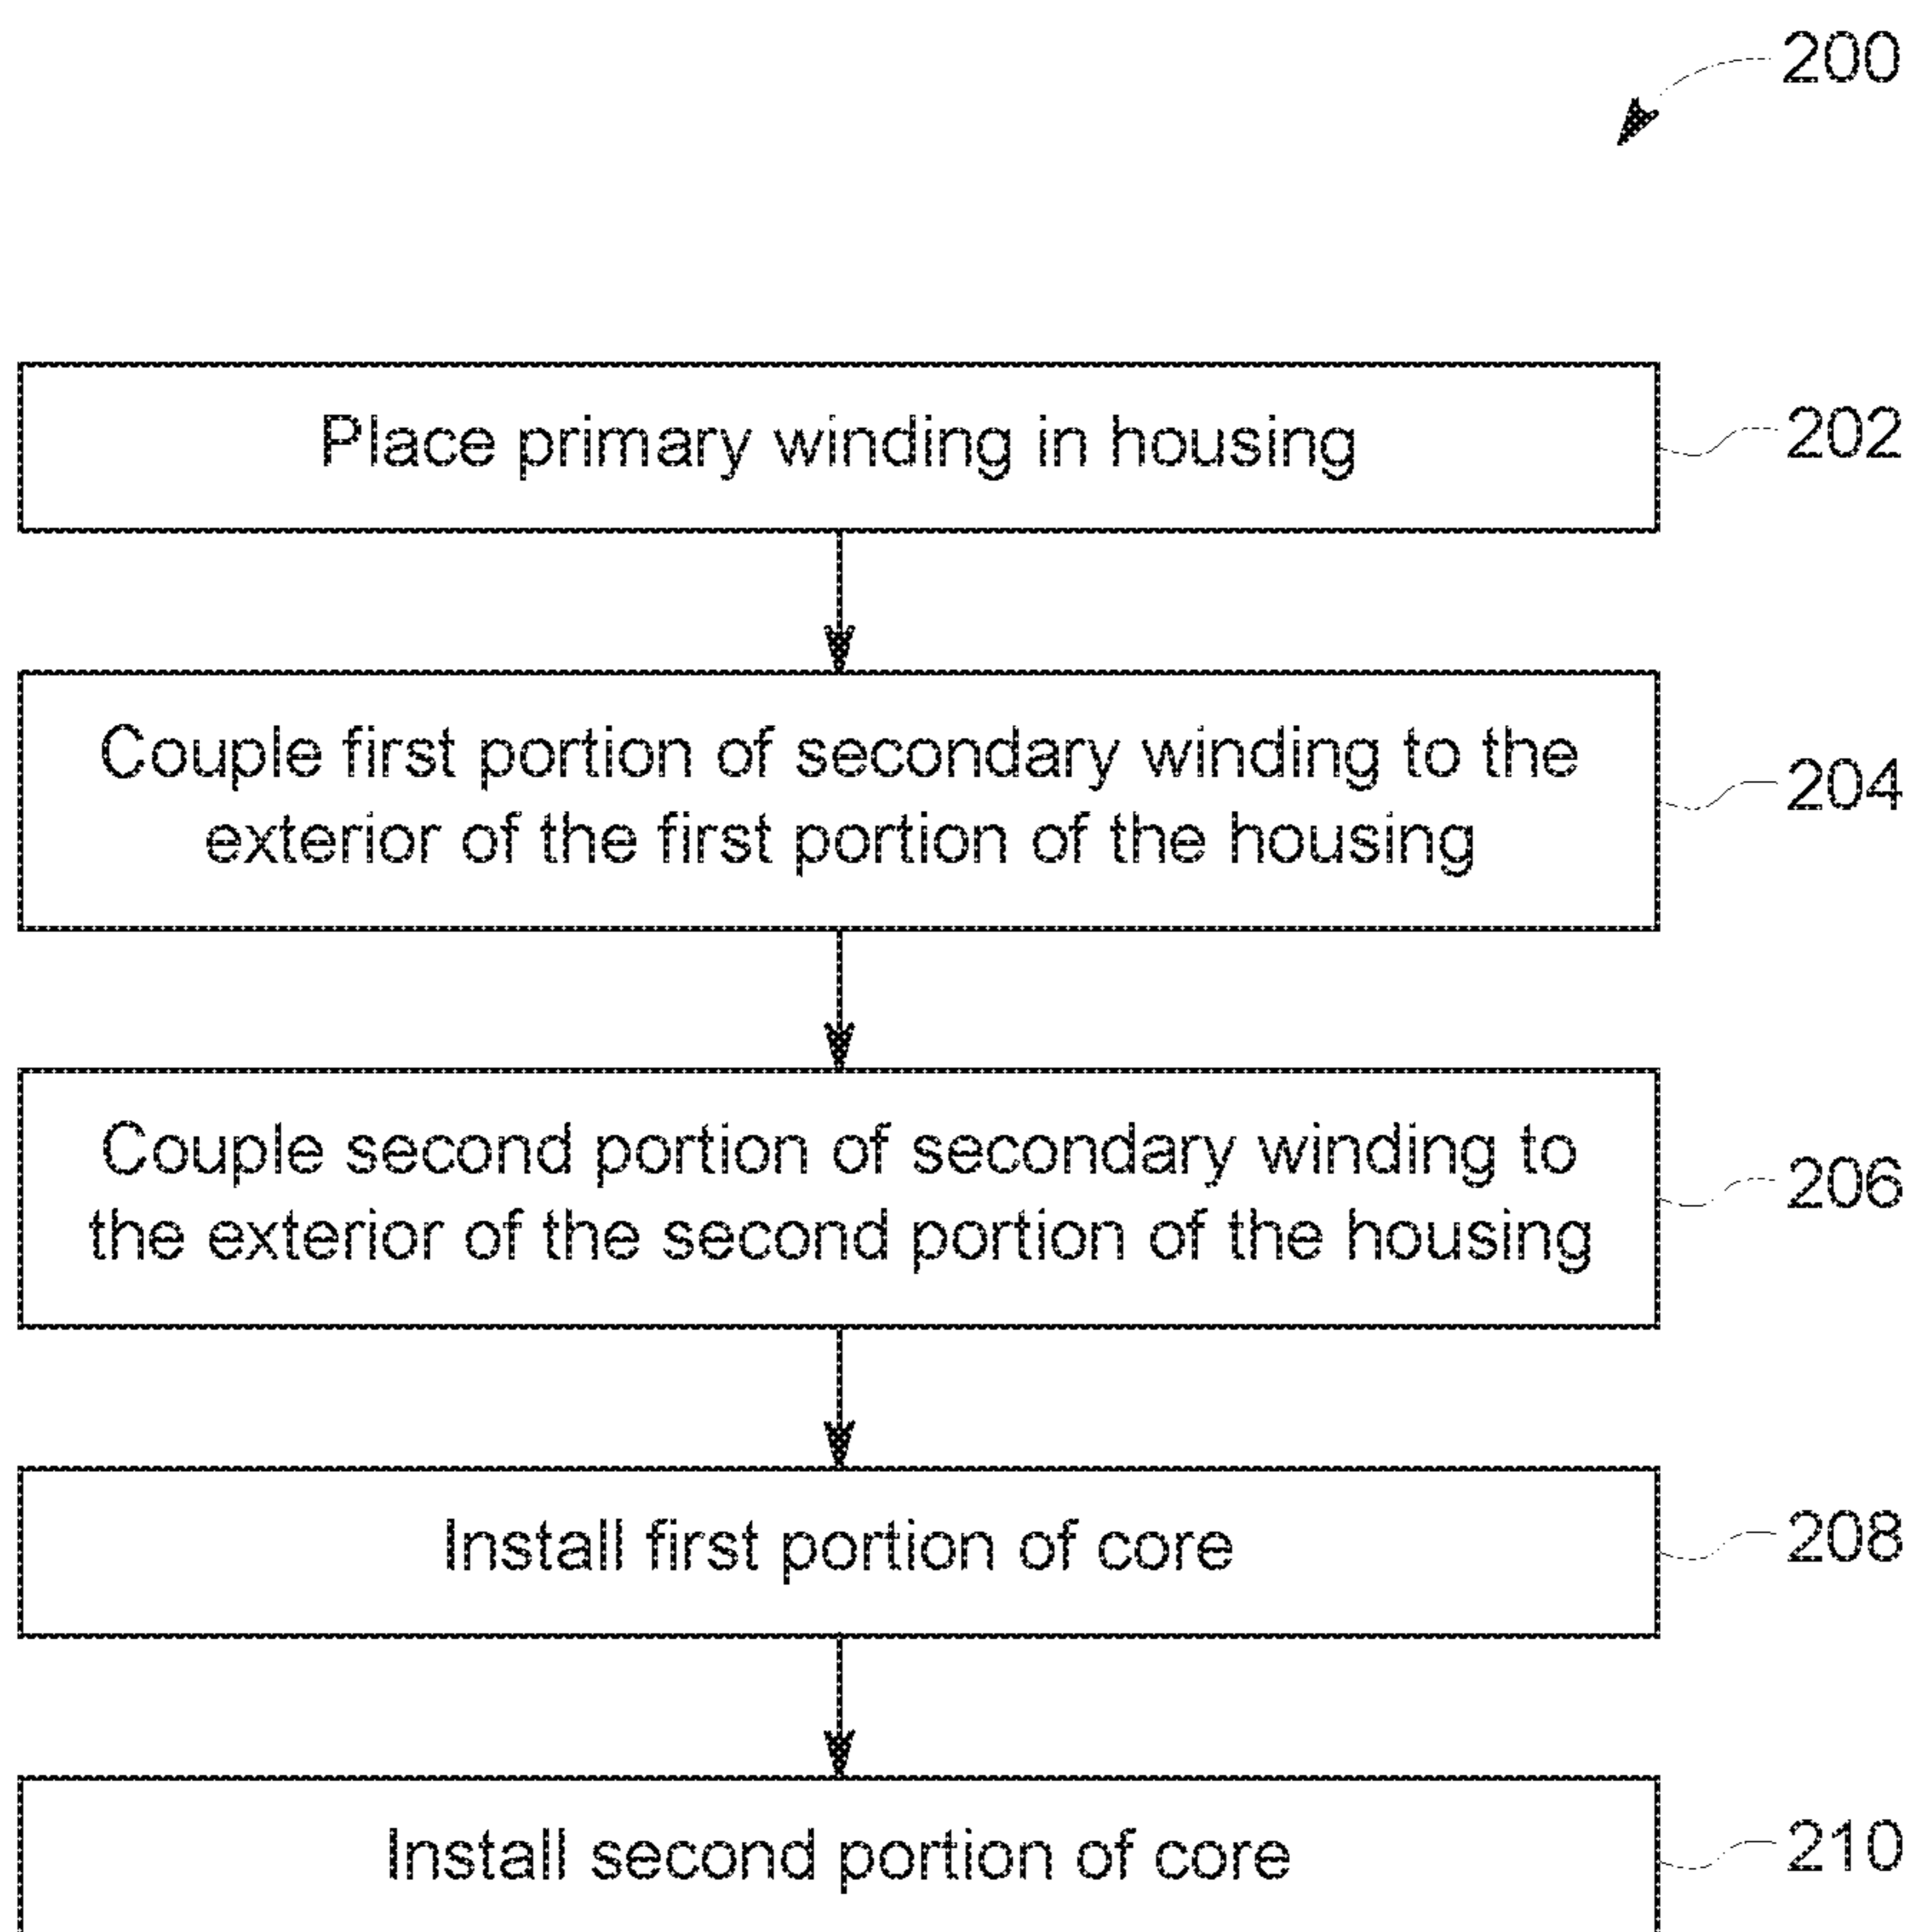 200
Place primary winding in housing
202
Couple first portion of secondary winding to the
exterior of the first portion of the housing
204
Couple second portion of secondary winding to
the exterior of the second portion of the housing
206
Install first portion of core
208
Install second portion of core
210